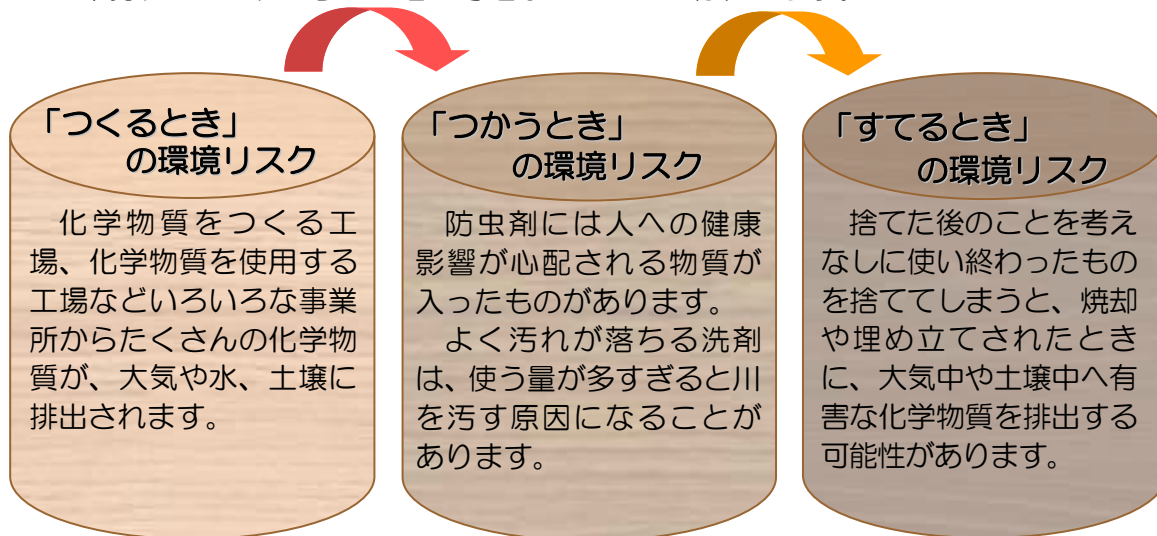 「つくるとき」
の環境リスク
化学物質をつくる工
場、化学物質を使用する
工場などいろいろな事業
所からたくさんの化学物
質が、大気や水、土壌に
排出されます。
「つかうとき」
の環境リスク
防虫剤には人への健康
影響が心配される物質が
入ったものがあります。
よく汚れが落ちる洗剤
は、使う量が多すぎると川
を汚す原因になることが
あります。
「すてるとき」
の環境リスク
捨てた後のことを考え
なしに使い終わったもの
を捨ててしまうと、焼却
や埋め立てされたとき
に、大気中や土壌中へ有
害な化学物質を排出する
可能性があります。